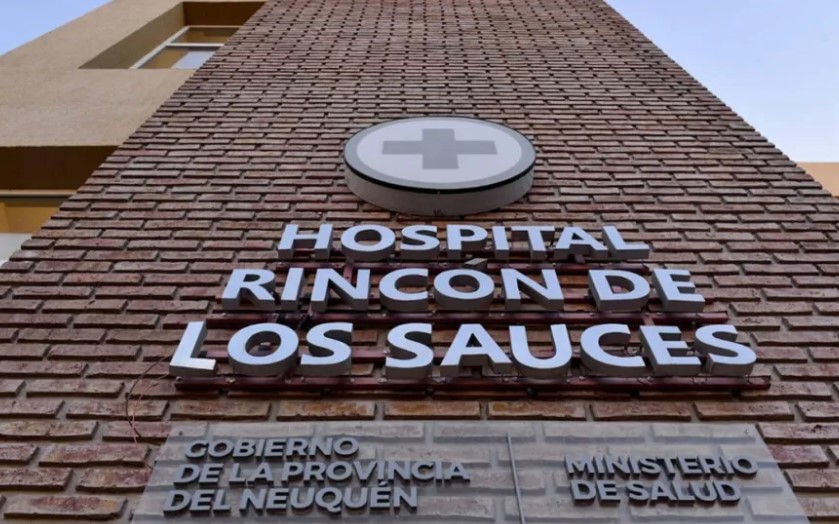 HOSPITAL
RINCÓN DE
LOS SAUCES
GOBIERNO
DE LA PROVINCIA
DEL NEUQUÉN
MINISTERIO
DE SALUD